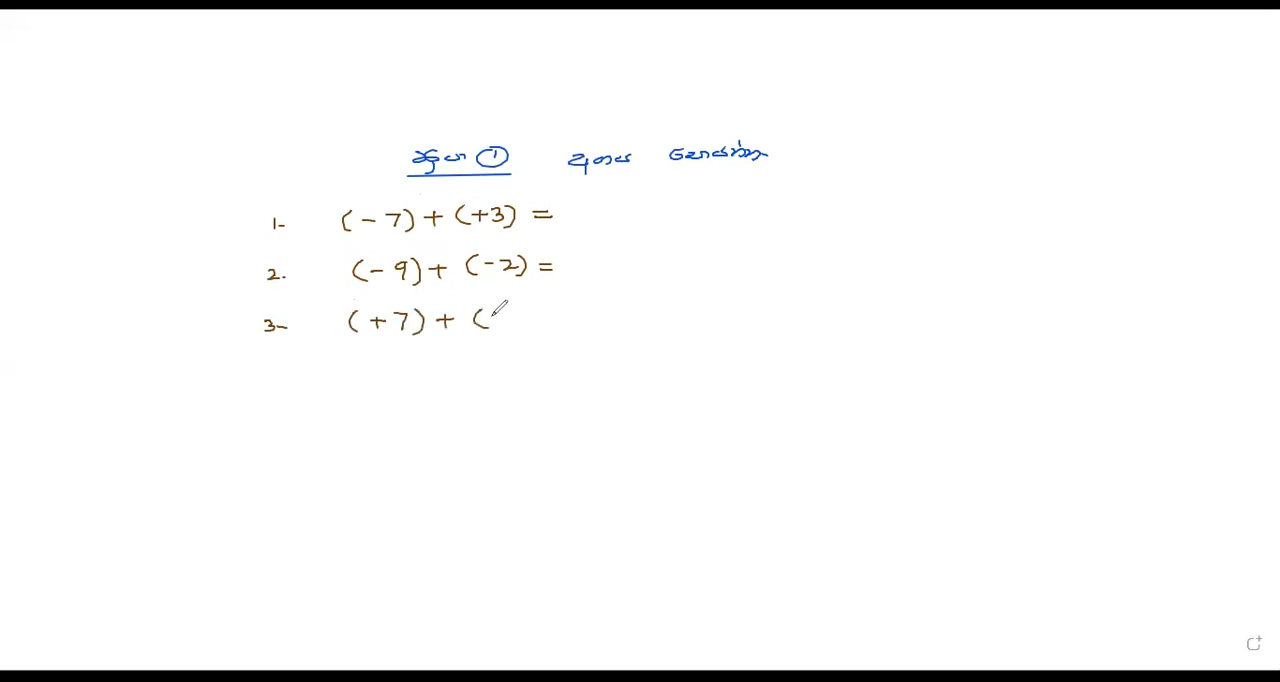 ක්‍රියා ① අගය සොයන්න
1- (-7) + (+3) =
2. (-9) + (-2) =
3- (+7) + (